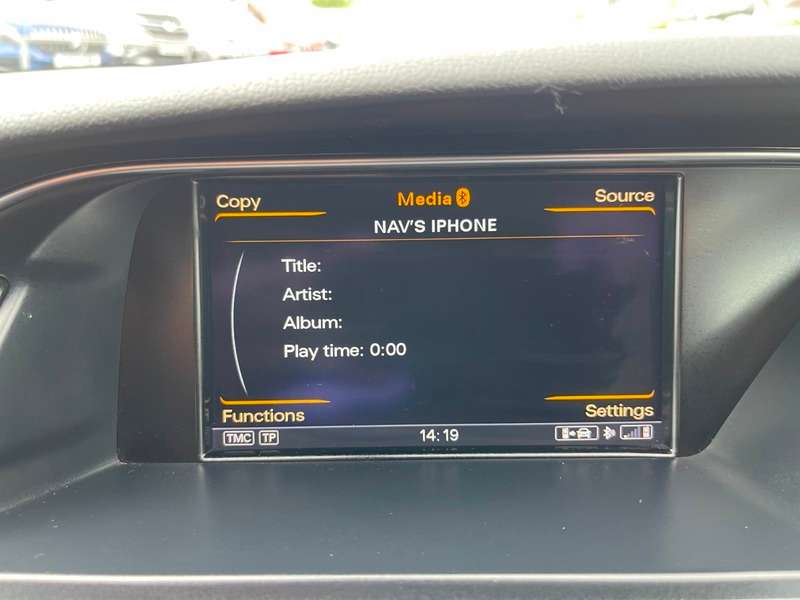 Copy
Media
Source
NAV'S IPHONE
Title:
Artist:
Album:
Play time: 0:00
Functions
Settings
TMC TP
14:19